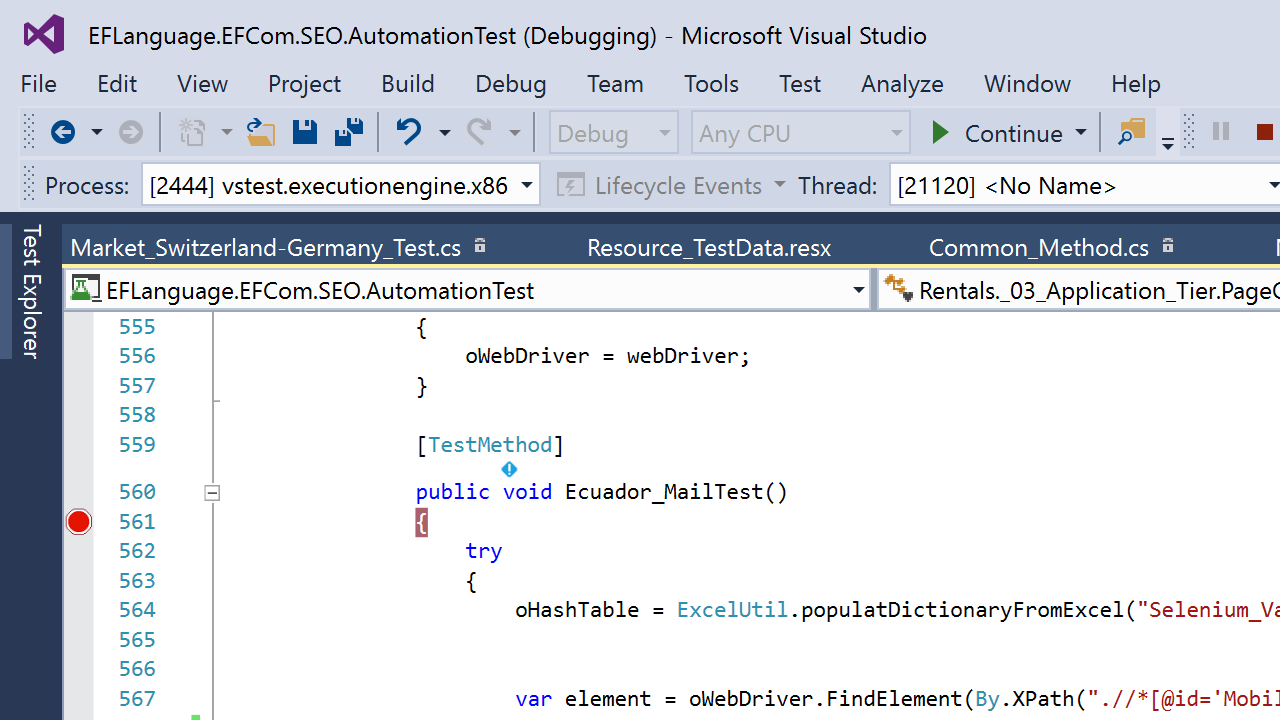 EFLanguage.EFCom.SEO.AutomationTest (Debugging) - Microsoft Visual Studio
File Edit View Project Build Debug Team Tools Test Analyze Window Help
Debug Any CPU Continue
Process: [2444] vstest.executionengine.x86 Lifecycle Events Thread: [21120] <No Name>
Test Explorer
Market_Switzerland-Germany_Test.cs Resource_TestData.resx Common_Method.cs
EFLanguage.EFCom.SEO.AutomationTest Rentals._03_Application_Tier.PageC
555 {
556 oWebDriver = webDriver;
557 }
558
559 [TestMethod]
560 public void Ecuador_MailTest()
561 {
562 try
563 {
564 oHashTable = ExcelUtil.populatDictionaryFromExcel("Selenium_Va
565
566
567 var element = oWebDriver.FindElement(By.XPath(".//*[@id='Mobil